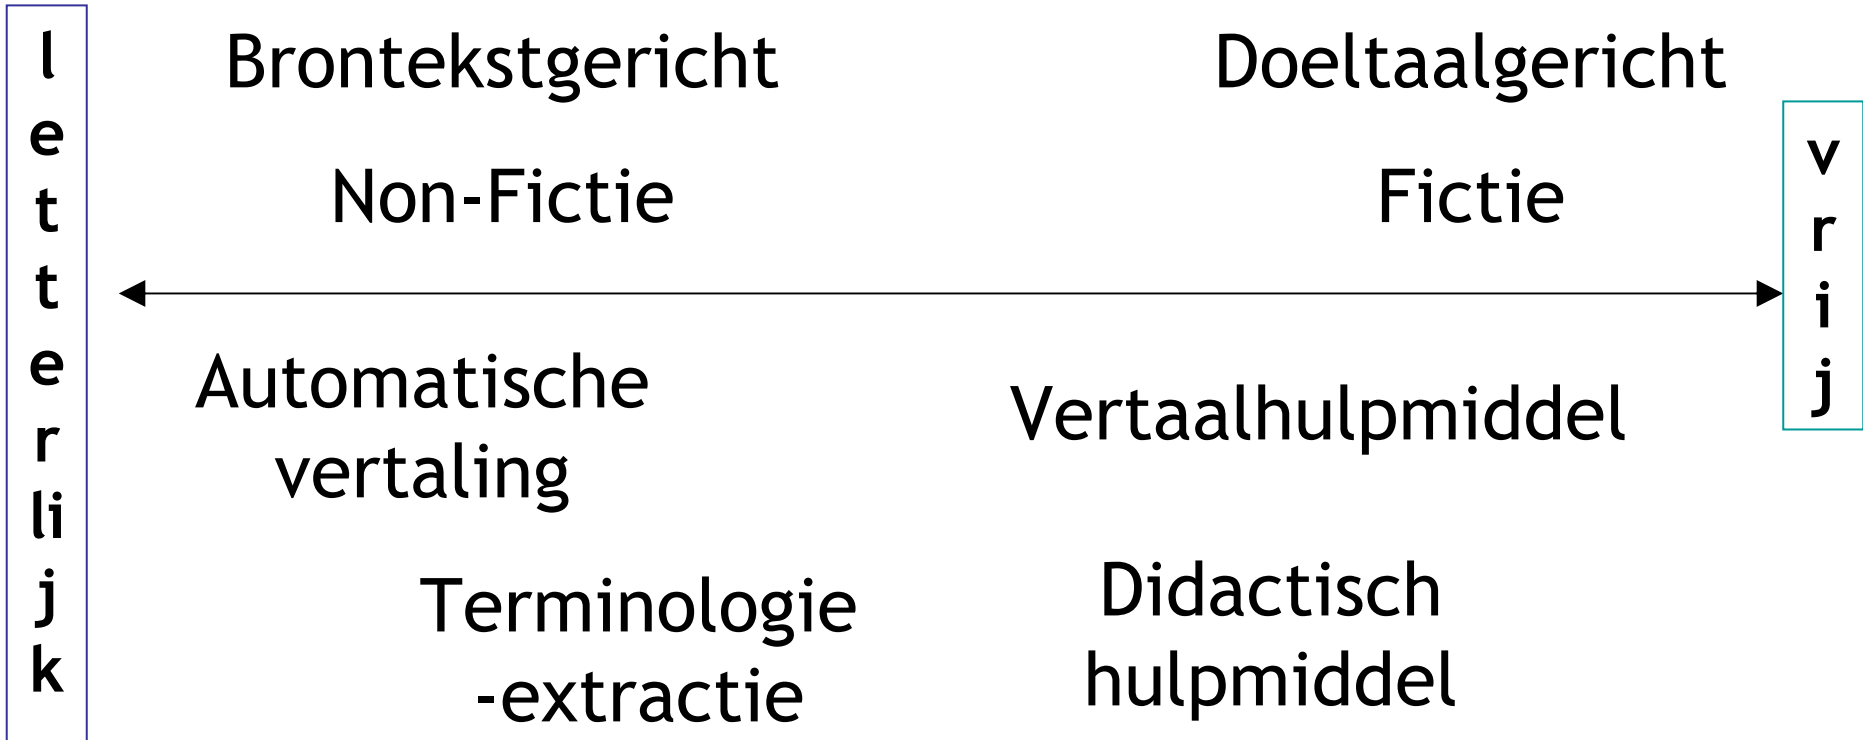 letterlijk
Brontekstgericht
Doeltaalgericht
Non-Fictie
Fictie
vrij
Automatische
vertaling
Vertaalhulpmiddel
Terminologie
-extractie
Didactisch
hulpmiddel